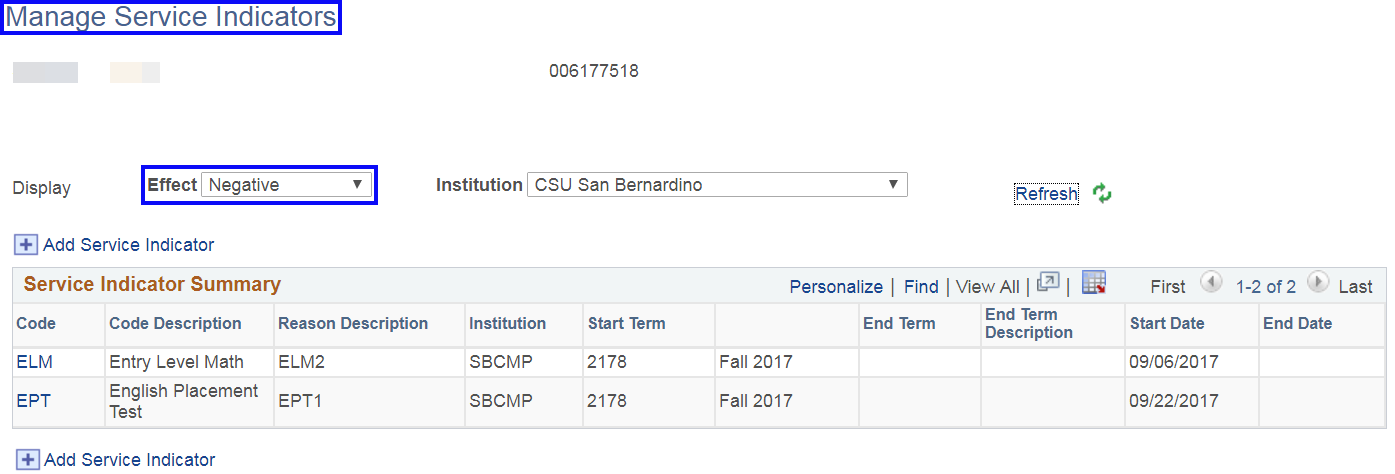 Manage Service Indicators
006177518
Display Effect Negative Institution CSU San Bernardino Refresh
Add Service Indicator
Service Indicator Summary Personalize | Find | View All | | First 1-2 of 2 Last
Code Code Description Reason Description Institution Start Term End Term End Term Description Start Date End Date
ELM Entry Level Math ELM2 SBCMP 2178 Fall 2017 09/06/2017
EPT English Placement Test EPT1 SBCMP 2178 Fall 2017 09/22/2017
Add Service Indicator